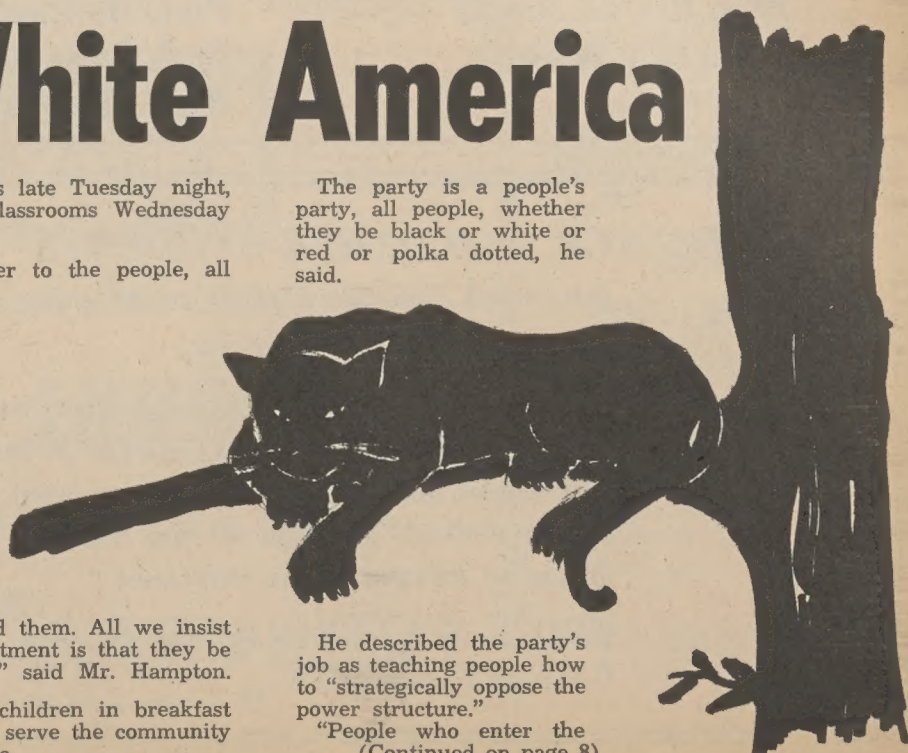 hite America
late Tuesday night,
lassrooms Wednesday
er to the people, all
them. All we insist
tment is that they be
said Mr. Hampton.
children in breakfast
serve the community
The party is a people's
party, all people, whether
they be black or white or
red or polka dotted, he
said.
He described the party's
job as teaching people how
to “strategically oppose the
power structure.”
“People who enter the
(Continued on page 8)